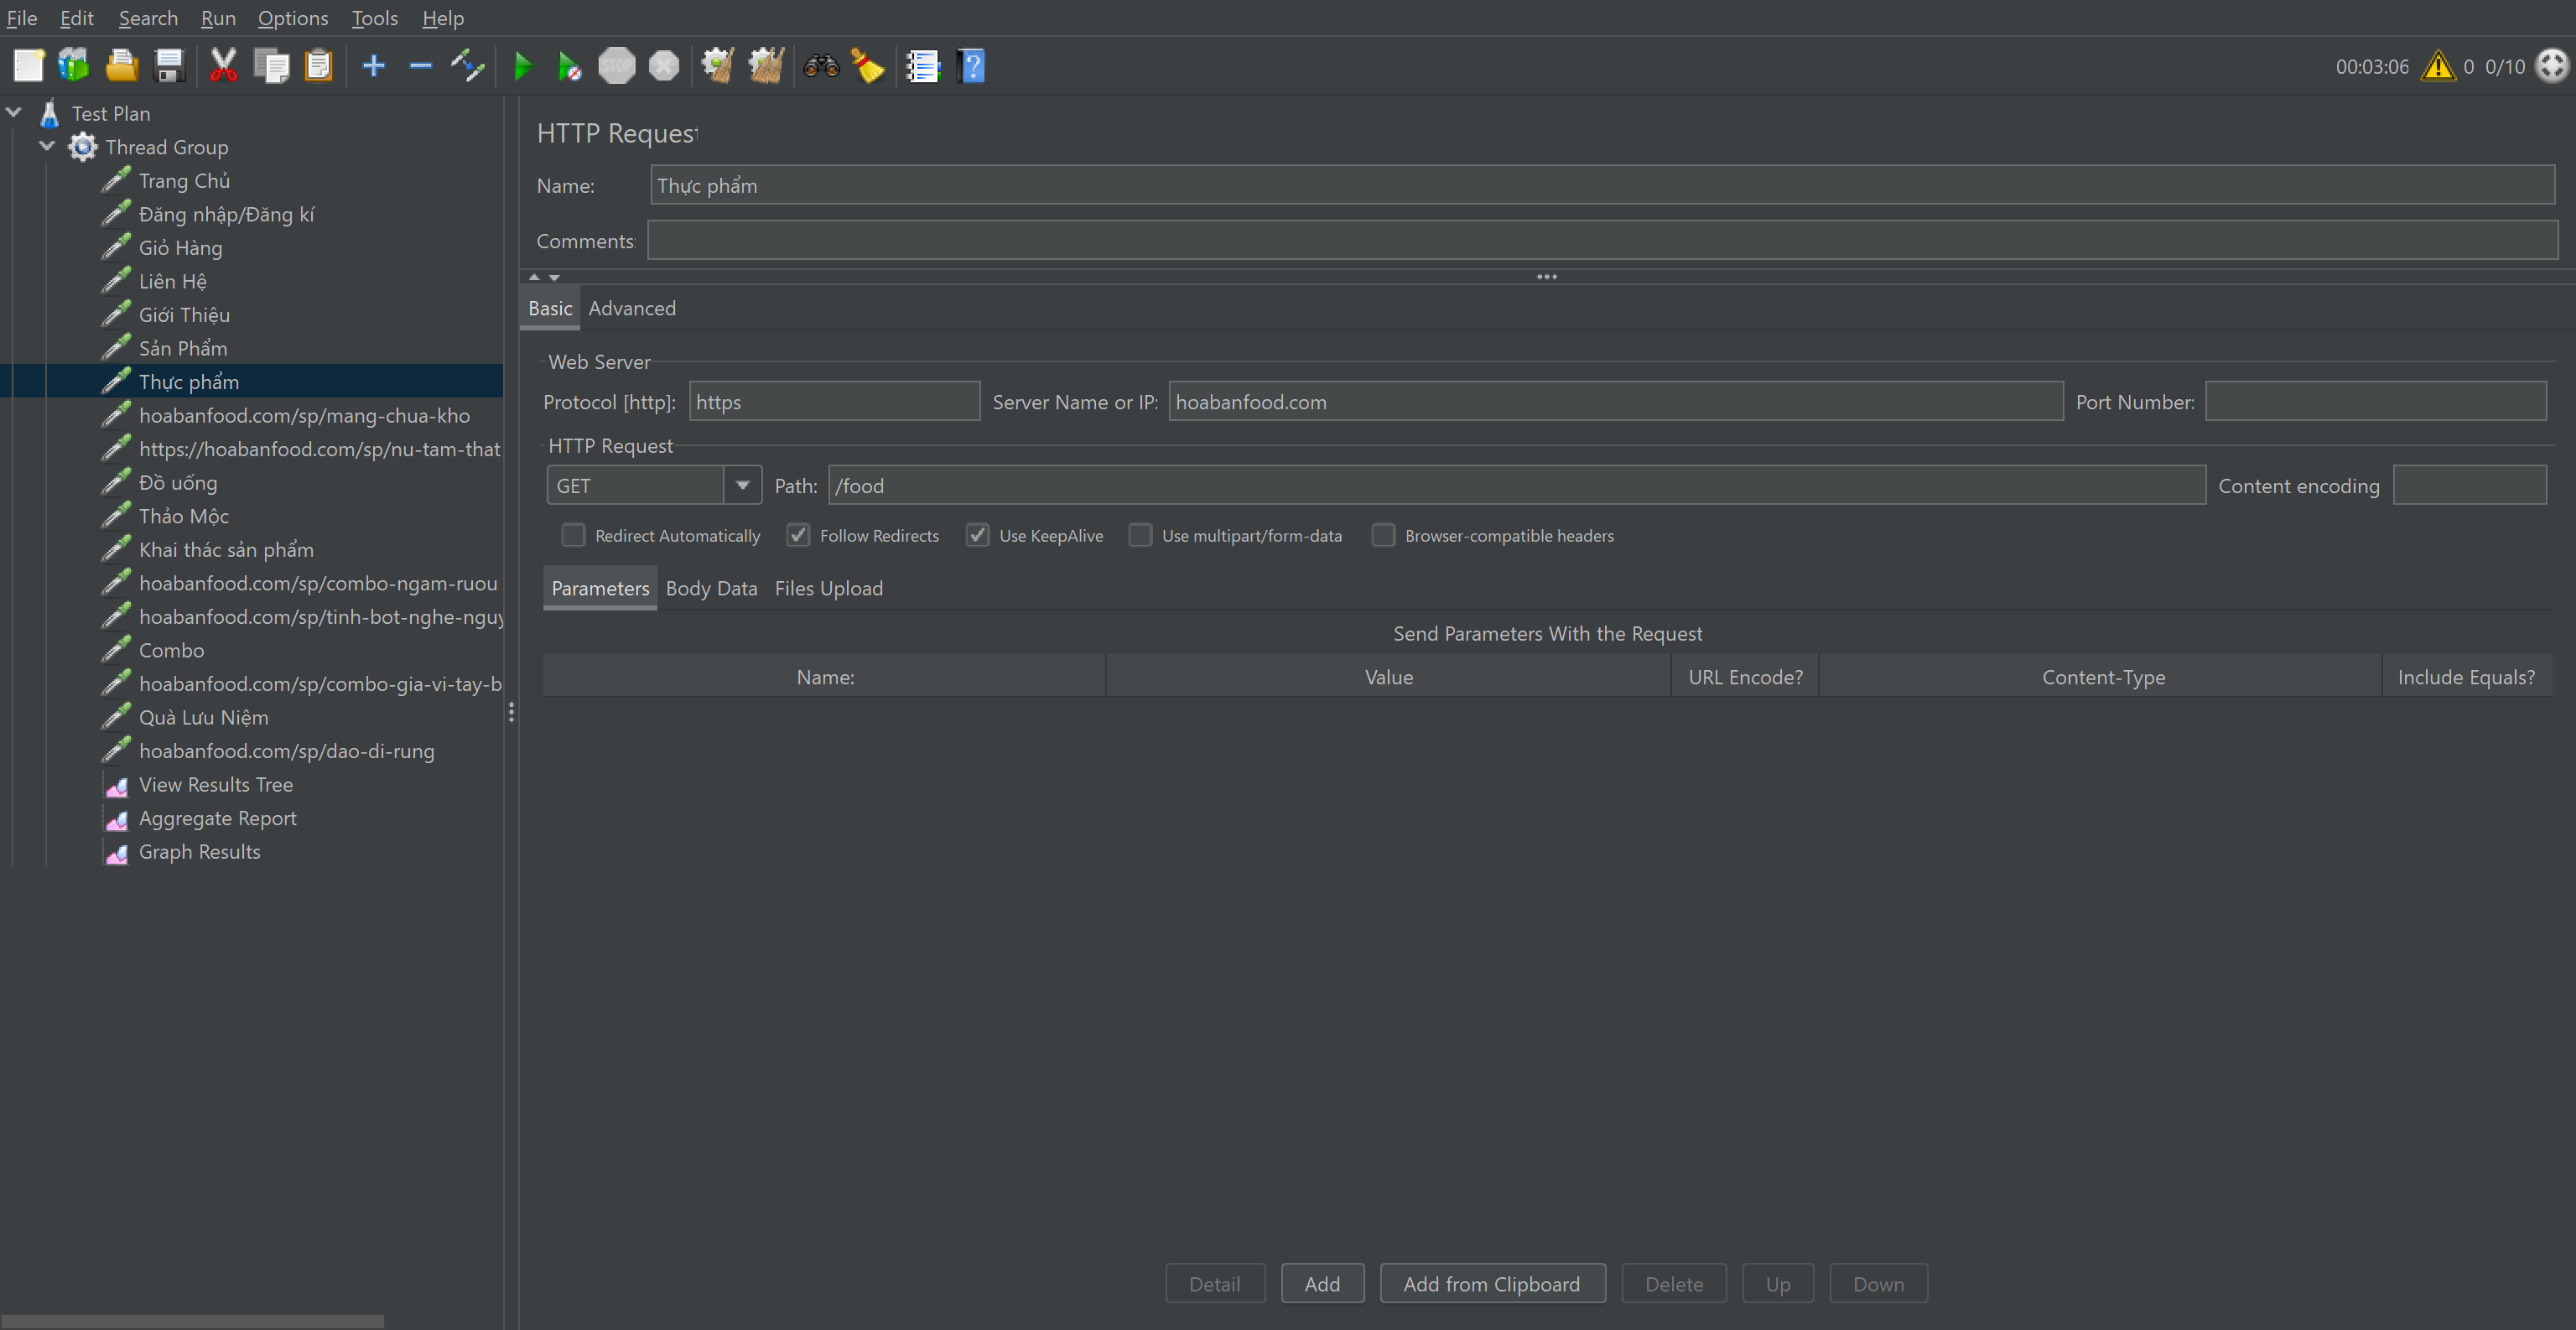 File Edit Search Run Options Tools Help
STOP
00:03:06 0 0/10
Test Plan
Thread Group
Trang Chủ
Đăng nhập/Đăng kí
Giỏ Hàng
Liên Hệ
Giới Thiệu
Sản Phẩm
Thực phẩm
hoabanfood.com/sp/mang-chua-kho
https://hoabanfood.com/sp/nu-tam-that
Đồ uống
Thảo Mộc
Khai thác sản phẩm
hoabanfood.com/sp/combo-ngam-ruou
hoabanfood.com/sp/tinh-bot-nghe-nguy
Combo
hoabanfood.com/sp/combo-gia-vi-tay-b
Quà Lưu Niệm
hoabanfood.com/sp/dao-di-rung
View Results Tree
Aggregate Report
Graph Results
HTTP Request
Name: Thực phẩm
Comments:
Basic Advanced
Web Server
Protocol [http]: https Server Name or IP: hoabanfood.com Port Number:
HTTP Request
GET Path: /food Content encoding
Redirect Automatically Follow Redirects Use KeepAlive Use multipart/form-data Browser-compatible headers
Parameters Body Data Files Upload
Send Parameters With the Request
Name: Value URL Encode? Content-Type Include Equals?
Detail Add Add from Clipboard Delete Up Down